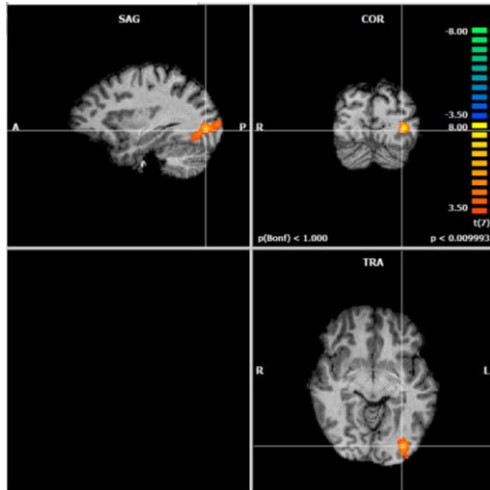 SAG
A
P
COR
R
-8.00
-3.50
8.00
3.50
t(7)
p(Bonf) < 1.000
p < 0.009993
TRA
R
L